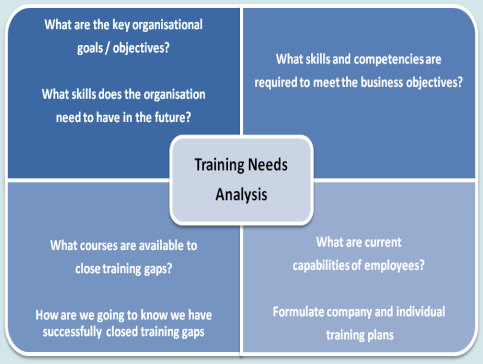 What are the key organisational
goals / objectives?
What skills does the organisation
need to have in the future?
What skills and competencies are
required to meet the business objectives?
Training Needs
Analysis
What courses are available to
close training gaps?
How are we going to know we have
successfully closed training gaps
What are current
capabilities of employees?
Formulate company and individual
training plans